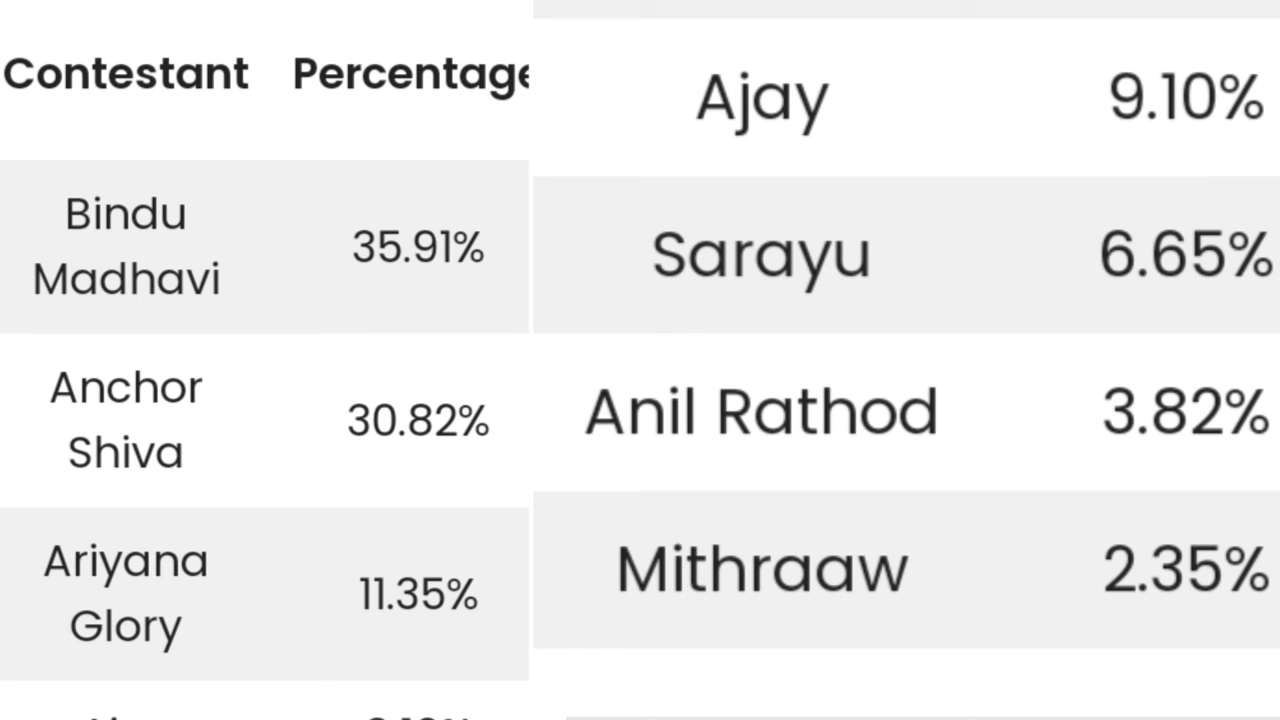 Contestant Percentage
Bindu
Madhavi
35.91%
Anchor
Shiva
30.82%
Ariyana
Glory
11.35%
Ajay 9.10%
Sarayu 6.65%
Anil Rathod 3.82%
Mithraaw 2.35%